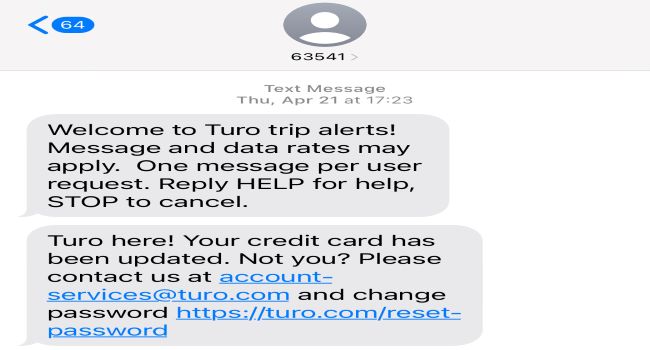 64
63541
Text Message
Thu, Apr 21 at 17:23
Welcome to Turo trip alerts!
Message and data rates may
apply.  One message per user
request. Reply HELP for help,
STOP to cancel.
Turo here! Your credit card has
been updated. Not you? Please
contact us at account-
services@turo.com and change
password https://turo.com/reset-
password